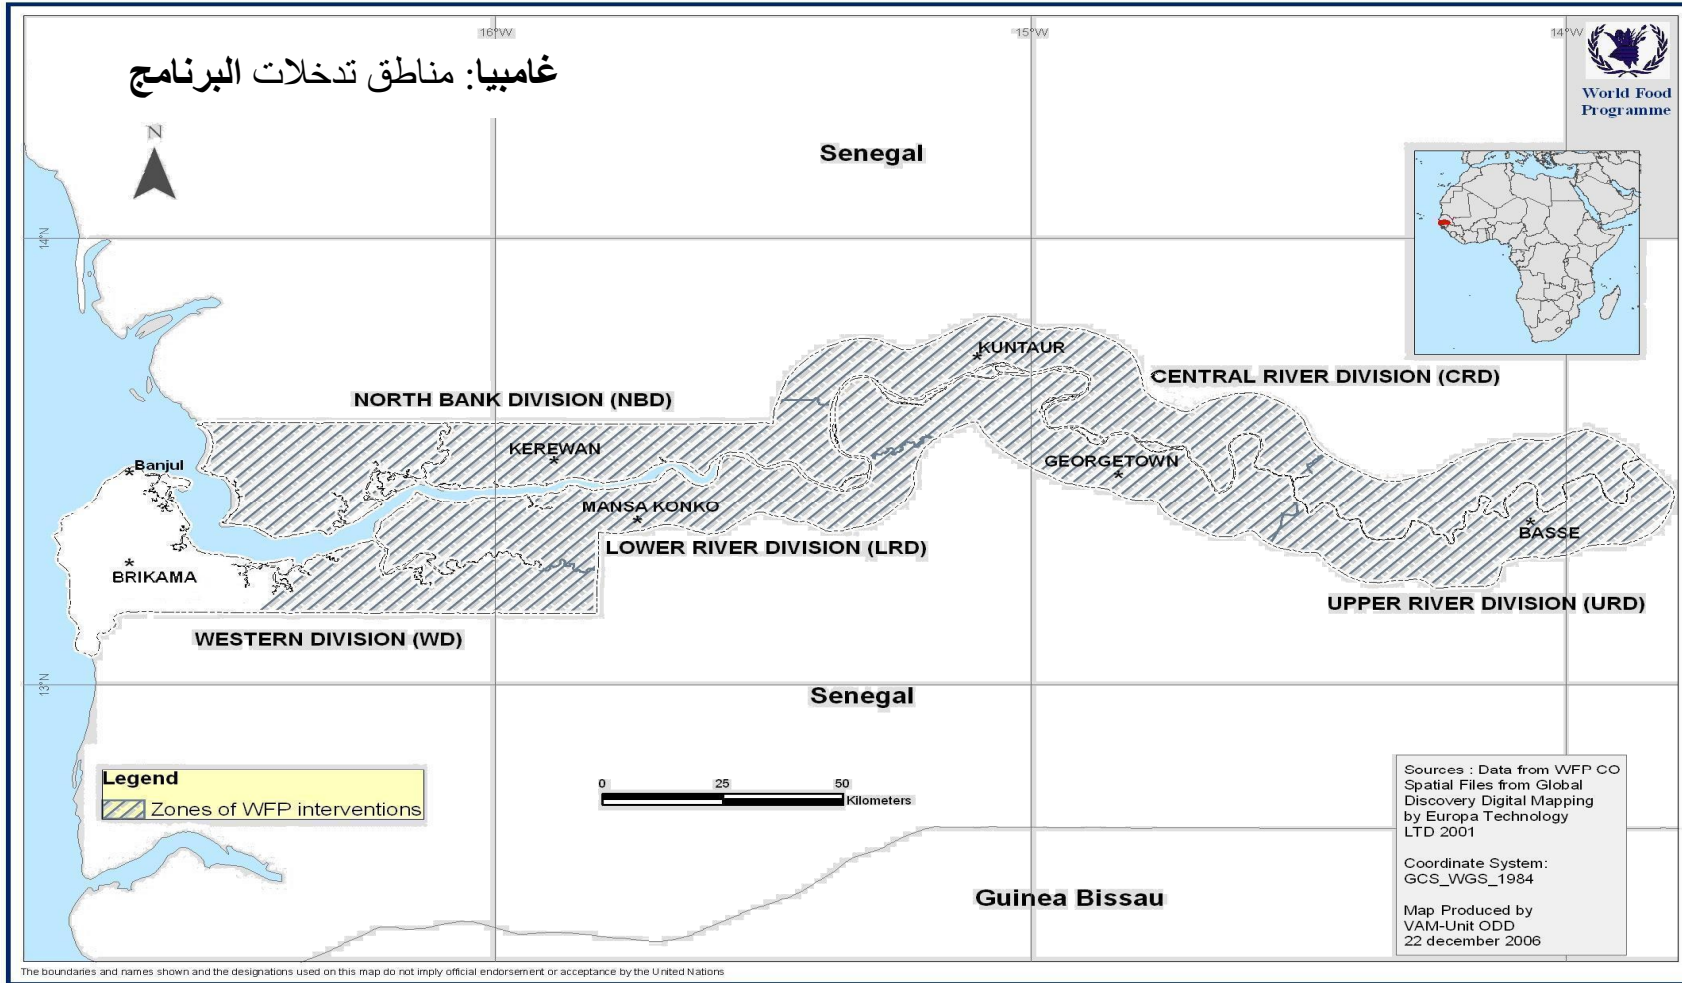 16°W
15°W
14°W
غامبيا: مناطق تدخلات البرنامج
World Food
Programme
N
Senegal
14°N
KUNTAUR
CENTRAL RIVER DIVISION (CRD)
NORTH BANK DIVISION (NBD)
KEREWAN
Banjul
GEORGETOWN
MANSA KONKO
BASSE
LOWER RIVER DIVISION (LRD)
BRIKAMA
UPPER RIVER DIVISION (URD)
WESTERN DIVISION (WD)
13°N
Senegal
Legend
Zones of WFP interventions
0 25 50
Kilometers
Guinea Bissau
Sources : Data from WFP CO
Spatial Files from Global
Discovery Digital Mapping
by Europa Technology
LTD 2001
Coordinate System:
GCS_WGS_1984
Map Produced by
VAM-Unit ODD
22 december 2006
The boundaries and names shown and the designations used on this map do not imply official endorsement or acceptance by the United Nations